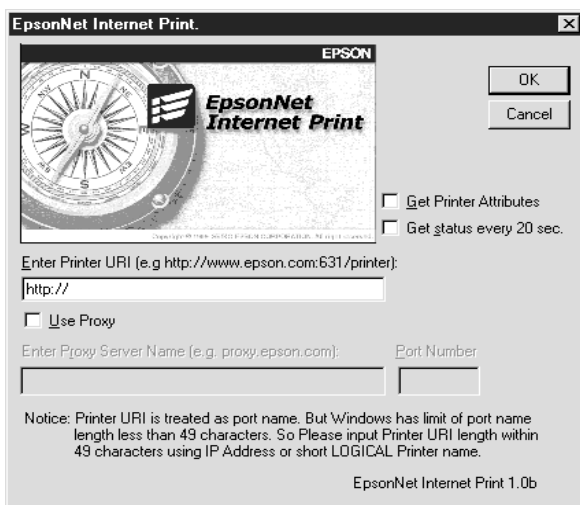 EpsonNet Internet Print.
EPSON
EpsonNet
Internet Print
N
S
OK
Cancel
Get Printer Attributes
Get status every 20 sec.
Enter Printer URI (e.g http://www.epson.com:631/printer):
http://
Use Proxy
Enter Proxy Server Name (e.g. proxy.epson.com):
Port Number
Notice: Printer URI is treated as port name. But Windows has limit of port name
length less than 49 characters. So Please input Printer URI length within
49 characters using IP Address or short LOGICAL Printer name.
EpsonNet Internet Print 1.0b